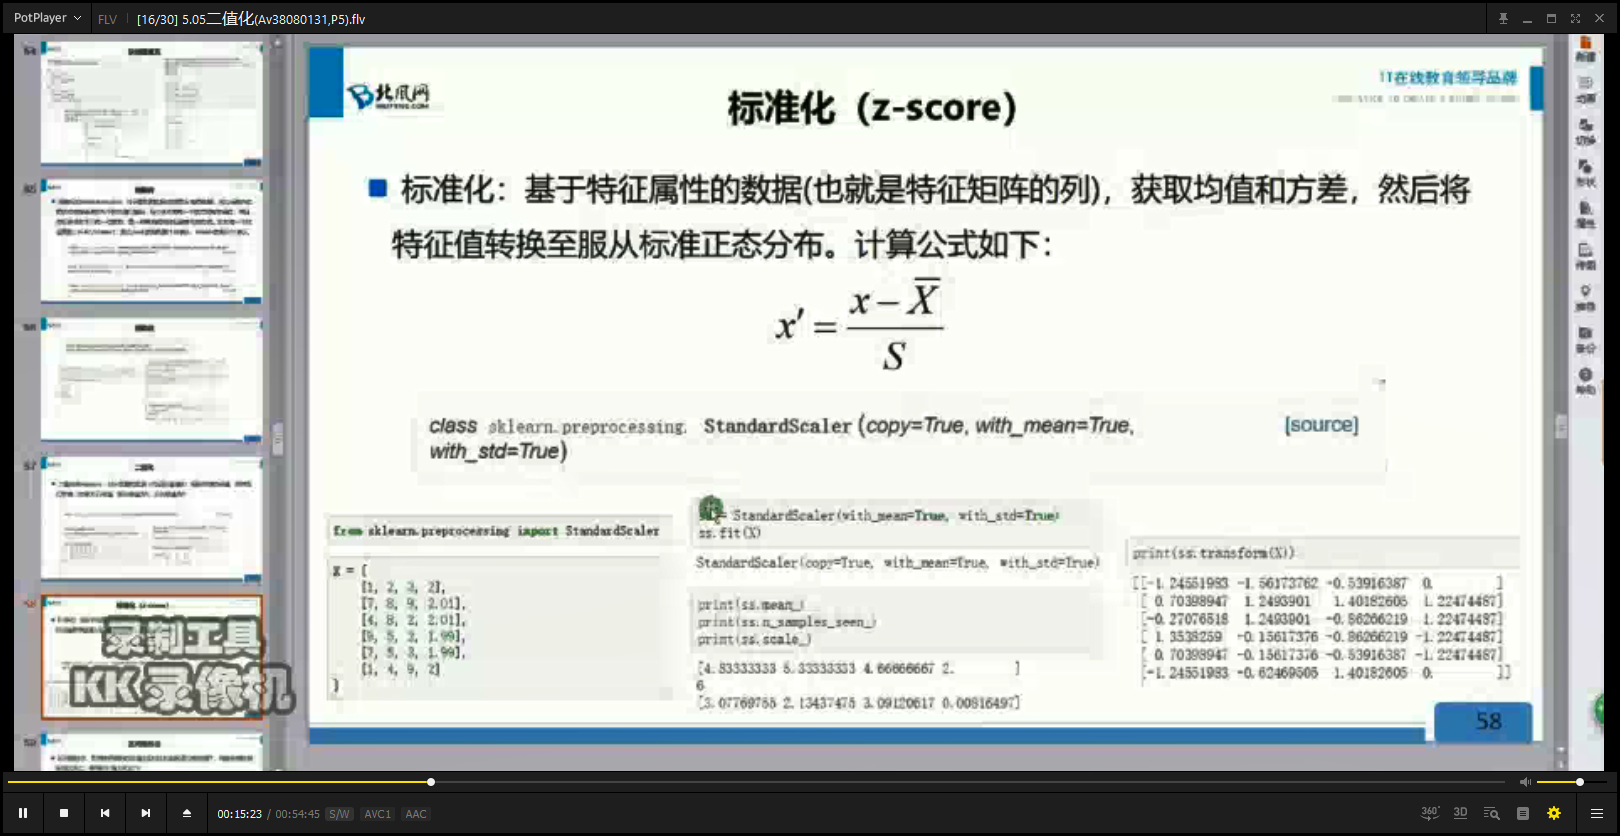 PotPlayer
FLV
[16/30] 5.05二值化(Av38080131,P5).flv
北风网
IT在线教育领导品牌
标准化（z-score）
标准化：基于特征属性的数据(也就是特征矩阵的列)，获取均值和方差，然后将
特征值转换至服从标准正态分布。计算公式如下：
x′ = (x − X̅) / S
class sklearn.preprocessing. StandardScaler (copy=True, with_mean=True,
with_std=True)
[source]
from sklearn.preprocessing import StandardScaler
X = [
[1, 2, 3, 2],
[7, 8, 9, 2.01],
[4, 8, 2, 2.01],
[9, 5, 2, 1.99],
[7, 5, 3, 1.99],
[1, 4, 9, 2]
]
= StandardScaler(with_mean=True, with_std=True)
ss.fit(X)
StandardScaler(copy=True, with_mean=True, with_std=True)
print(ss.mean_)
print(ss.n_samples_seen_)
print(ss.scale_)
[4.83333333 5.33333333 4.66666667 2. ]
6
[3.07769755 2.13437475 3.09120617 0.00816497]
print(ss.transform(X))
[[-1.24551983 -1.56173762 -0.53916387 0. ]
[ 0.70398947 1.2493901 1.40182605 1.22474487]
[-0.27076518 1.2493901 -0.86266219 1.22474487]
[ 1.3538259 -0.15617376 -0.86266219 -1.22474487]
[ 0.70398947 -0.15617376 -0.53916387 -1.22474487]
[-1.24551983 -0.62469505 1.40182605 0. ]]
58
录制工具
KK录像机
00:15:23 / 00:54:45
S/W
AVC1
AAC
360°
3D